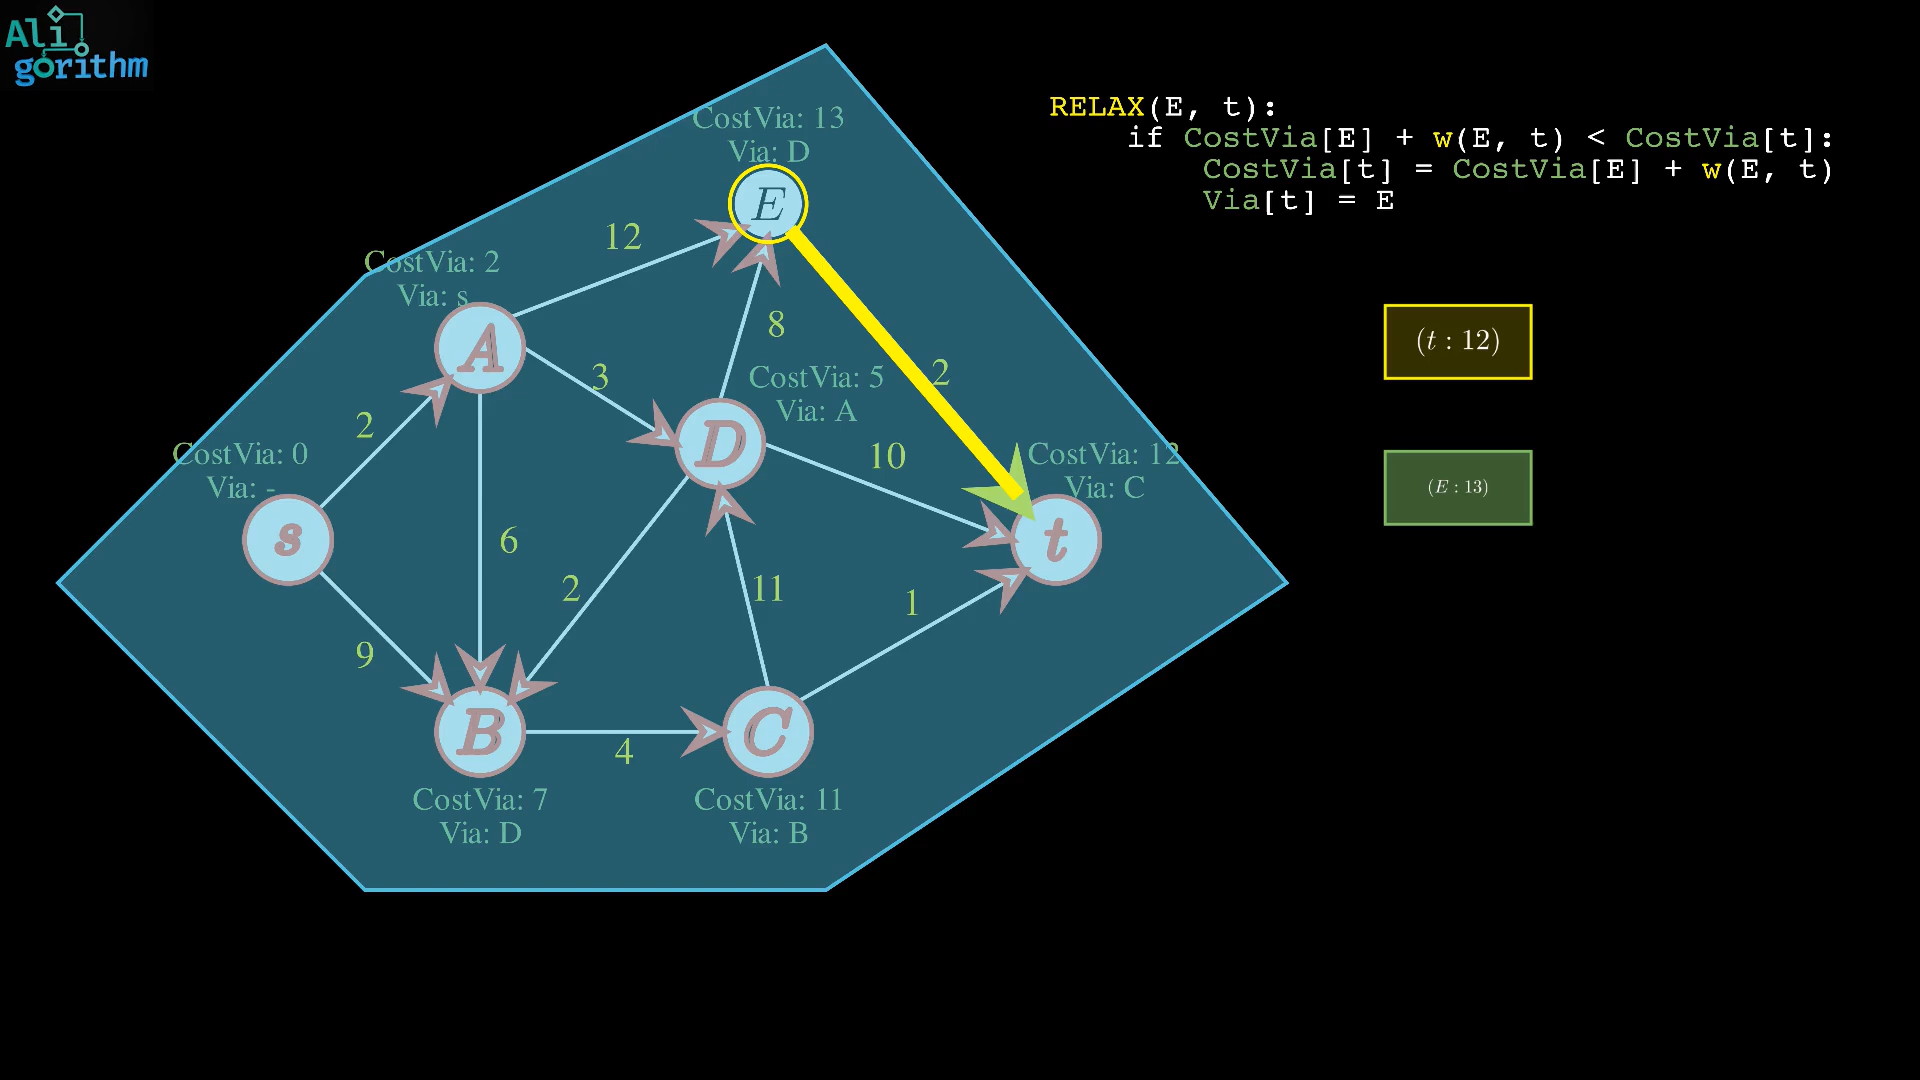 Ali
gorithm
RELAX(E, t):
if CostVia[E] + w(E, t) < CostVia[t]:
CostVia[t] = CostVia[E] + w(E, t)
Via[t] = E
CostVia: 13
Via: D
E
12
CostVia: 2
Via: s
A
8
3
2
CostVia: 5
Via: A
D
2
10
CostVia: 0
Via: -
s
CostVia: 12
Via: C
t
6
2
11
1
9
B
4
C
CostVia: 7
Via: D
CostVia: 11
Via: B
(t : 12)
(E : 13)